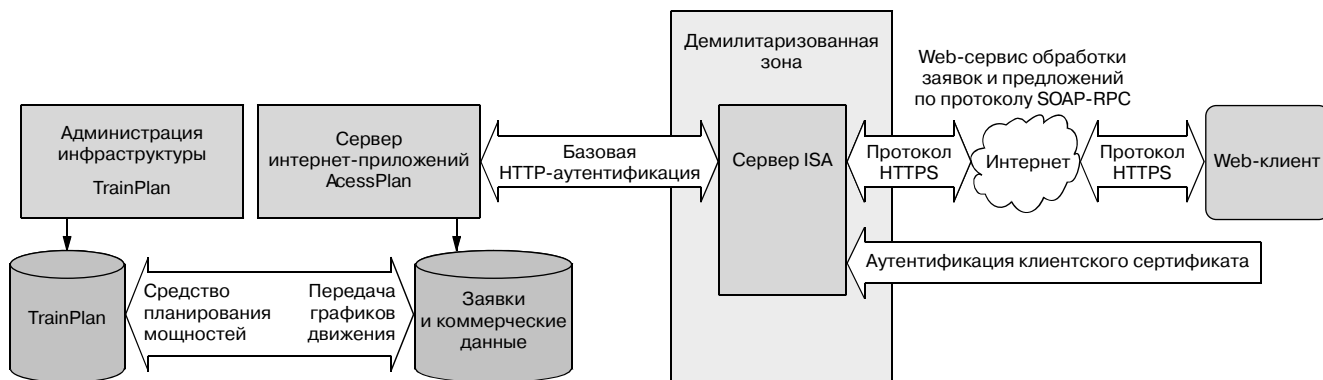 Администрация
инфраструктуры
TrainPlan
Сервер
интернет-приложений
AcessPlan
Базовая
HTTP-аутентификация
Демилитаризованная
зона
Сервер ISA
Web-сервис обработки
заявок и предложений
по протоколу SOAP-RPC
Протокол
HTTPS
Интернет
Протокол
HTTPS
Web-клиент
Аутентификация клиентского сертификата
TrainPlan
Средство
планирования
мощностей
Передача
графиков
движения
Заявки
и коммерческие
данные